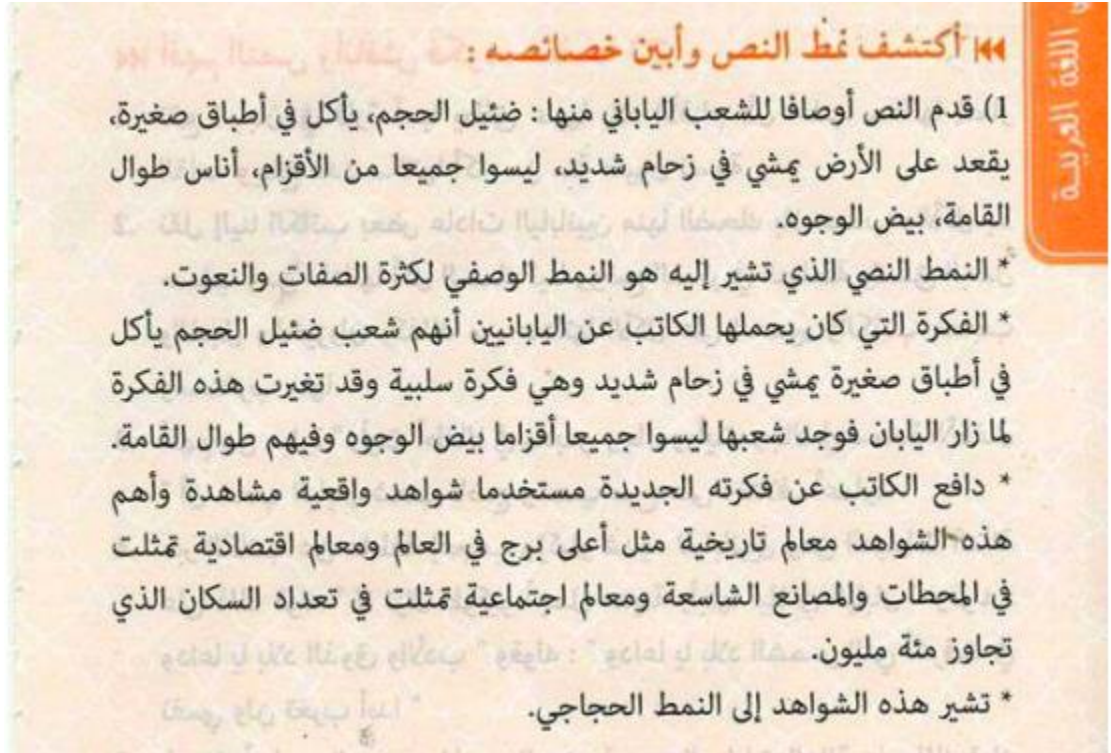 ◄◄ أكتشف نمط النص وأبين خصائصه :
1) قدم النص أوصافا للشعب الياباني منها : ضئيل الحجم، يأكل في أطباق صغيرة،
يقعد على الأرض يمشي في زحام شديد، ليسوا جميعا من الأقزام، أناس طوال
القامة، بيض الوجوه.
* النمط النصي الذي تشير إليه هو النمط الوصفي لكثرة الصفات والنعوت.
* الفكرة التي كان يحملها الكاتب عن اليابانيين أنهم شعب ضئيل الحجم يأكل
في أطباق صغيرة يمشي في زحام شديد وهي فكرة سلبية وقد تغيرت هذه الفكرة
لما زار اليابان فوجد شعبها ليسوا جميعا أقزاما بيض الوجوه وفيهم طوال القامة.
* دافع الكاتب عن فكرته الجديدة مستخدما شواهد واقعية مشاهدة وأهم
هذه الشواهد معالم تاريخية مثل أعلى برج في العالم ومعالم اقتصادية تمثلت
في المحطات والمصانع الشاسعة ومعالم اجتماعية تمثلت في تعداد السكان الذي
تجاوز مئة مليون.
* تشير هذه الشواهد إلى النمط الحجاجي.
اللغة العربية